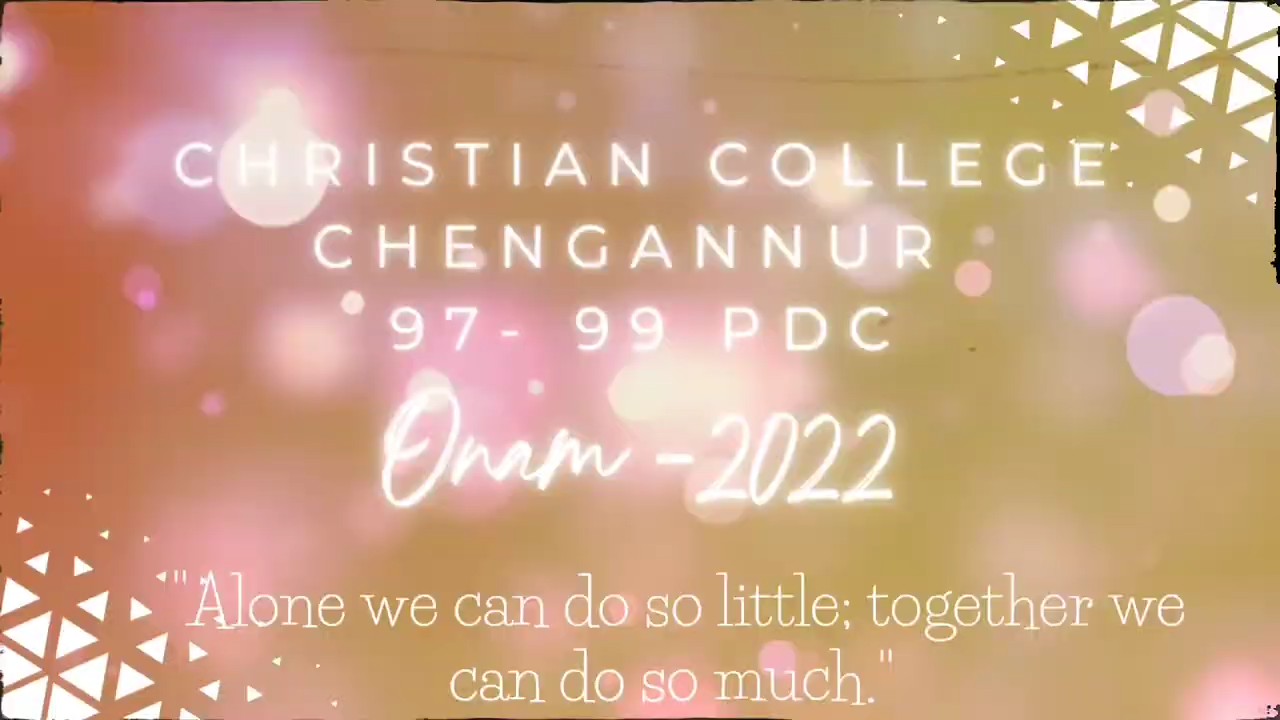 CHRISTIAN COLLEGE.
CHENGANNUR
97- 99 PDC
Onam -2022
"Alone we can do so little; together we
can do so much."